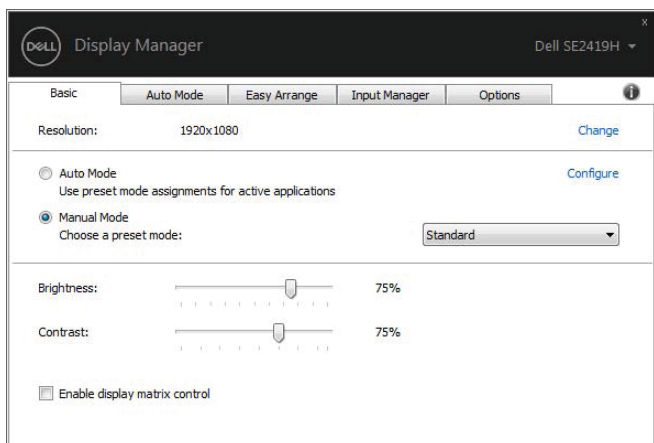 x
DELL Display Manager Dell SE2419H
Basic Auto Mode Easy Arrange Input Manager Options i
Resolution: 1920x1080 Change
Auto Mode Configure
Use preset mode assignments for active applications
Manual Mode
Choose a preset mode: Standard
Brightness: 75%
Contrast: 75%
Enable display matrix control